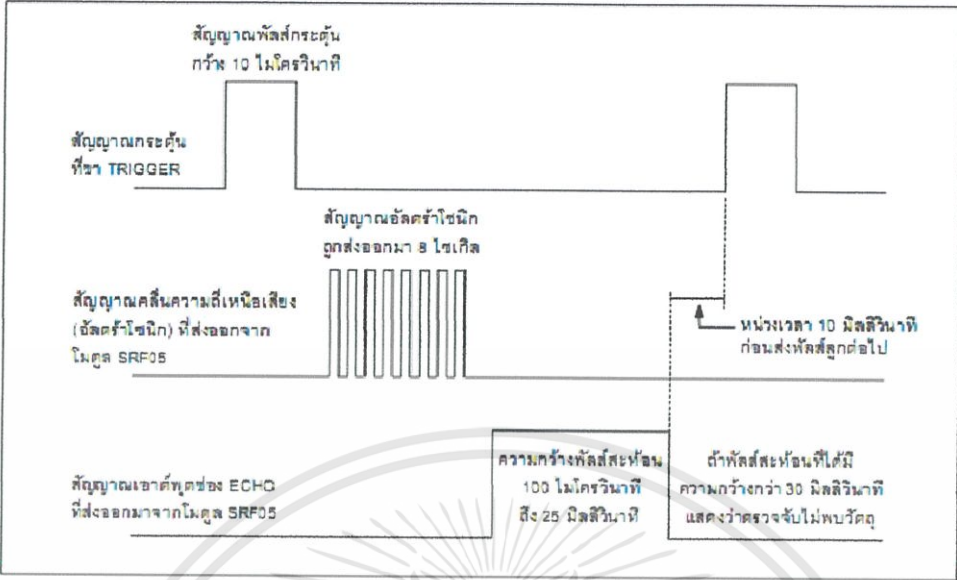 สัญญาณพัลส์กระตุ้น
กว้าง 10 ไมโครวินาที
สัญญาณกระตุ้น
ที่ขา TRIGGER
สัญญาณอัลตร้าโซนิก
ถูกส่งออกมา 8 ไซเกิล
สัญญาณคลื่นความถี่เหนือเสียง
(อัลตร้าโซนิก) ที่ส่งออกจาก
โมดูล SRF05
หน่วงเวลา 10 มิลลิวินาที
ก่อนส่งพัลส์ลูกต่อไป
สัญญาณเอาต์พุตช่อง ECHO
ที่ส่งออกมาจากโมดูล SRF05
ความกว้างพัลส์สะท้อน
100 ไมโครวินาที
ถึง 25 มิลลิวินาที
ถ้าพัลส์สะท้อนที่ได้มี
ความกว้างกว่า 30 มิลลิวินาที
แสดงว่าตรวจจับไม่พบวัตถุ